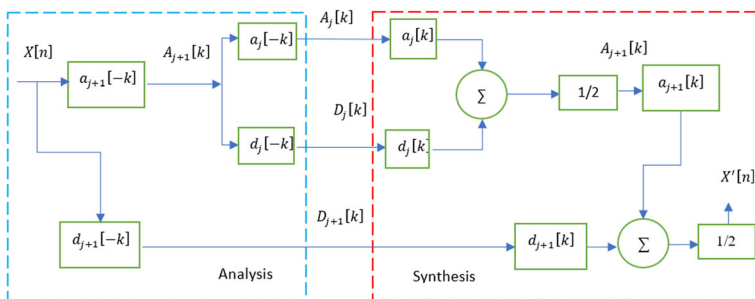 A_j[k]
a_j[-k]
a_j[k]
X[n]
A_{j+1}[k]
A_{j+1}[k]
a_{j+1}[-k]
∑
1/2
a_{j+1}[k]
D_j[k]
d_j[-k]
d_j[k]
X'[n]
D_{j+1}[k]
d_{j+1}[-k]
d_{j+1}[k]
∑
1/2
Analysis
Synthesis